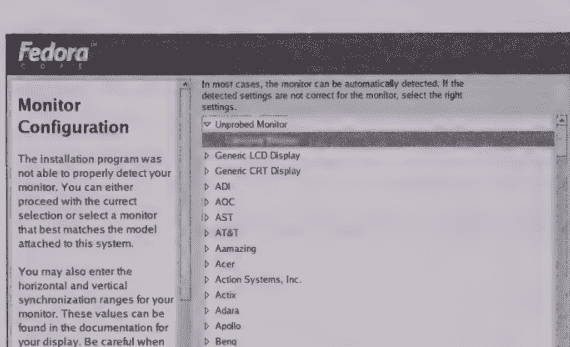 Fedora
CORE
Monitor
Configuration
The installation program was
not able to properly detect your
monitor. You can either
proceed with the currect
selection or select a monitor
that best matches the model
attached to this system.
You may also enter the
horizontal and vertical
synchronization ranges for your
monitor. These values can be
found in the documentation for
your display. Be careful when
In most cases, the monitor can be automatically detected. If the
detected settings are not correct for the monitor, select the right
settings.
Unprobed Monitor
Generic LCD Display
Generic CRT Display
ADI
AOC
AST
AT&T
Aamazing
Acer
Action Systems, Inc.
Actix
Adara
Apollo
Benq